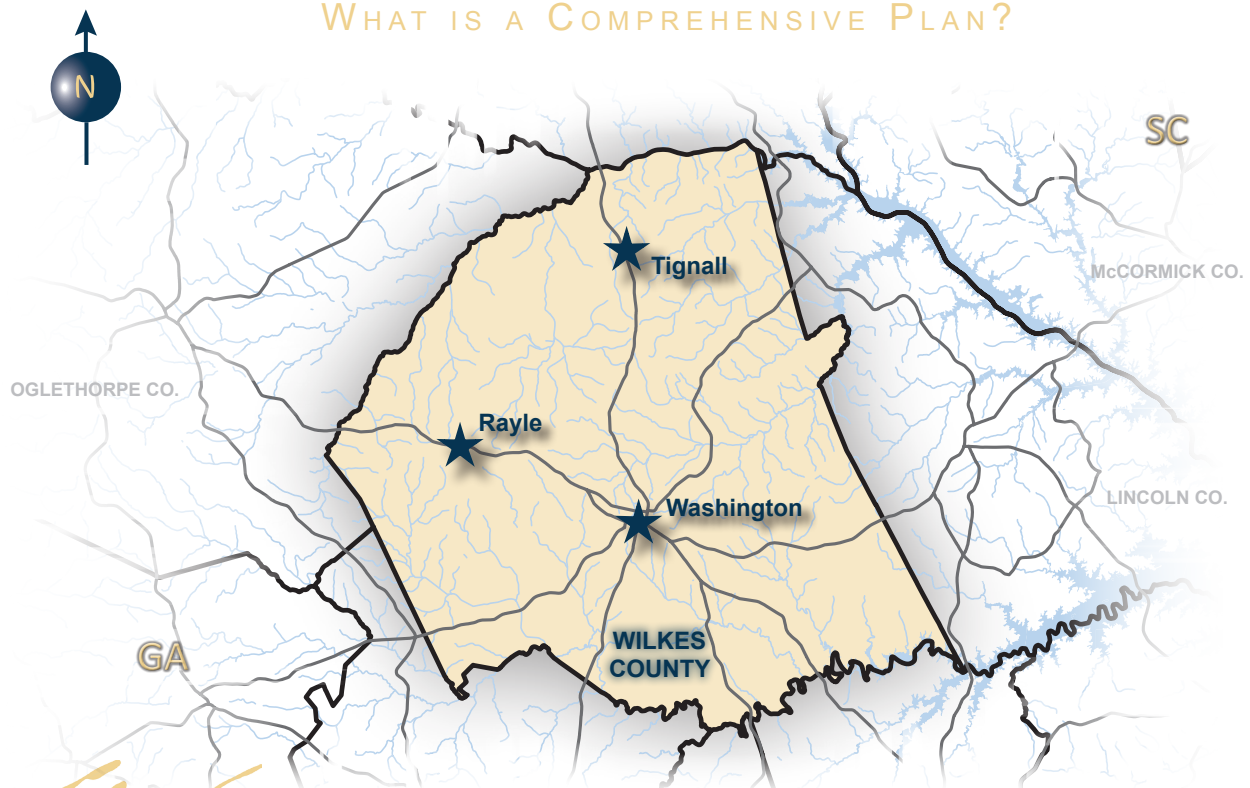 WHAT IS A COMPREHENSIVE PLAN?
N
SC
Tignall
McCORMICK CO.
OGLETHORPE CO.
Rayle
LINCOLN CO.
Washington
WILKES
COUNTY
GA